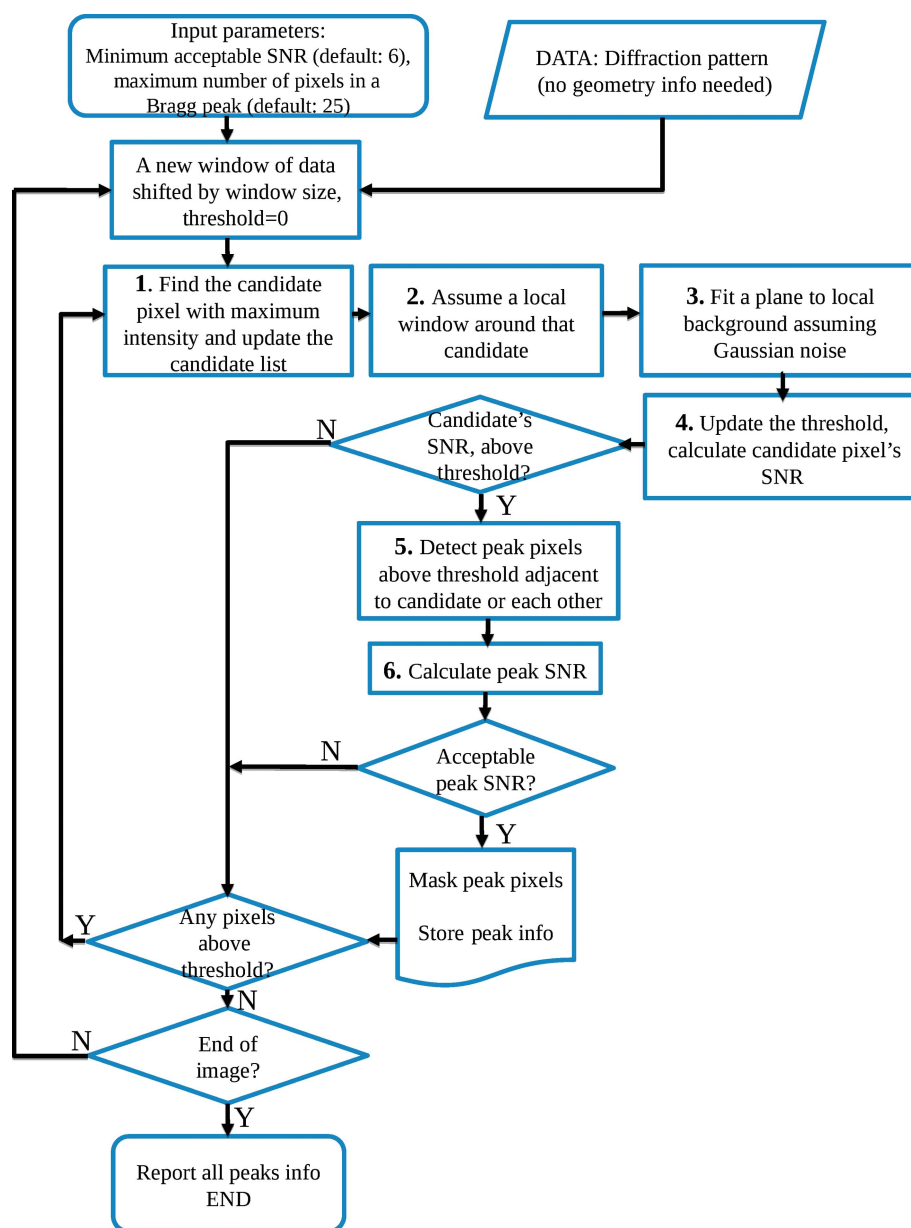 Input parameters:
Minimum acceptable SNR (default: 6),
maximum number of pixels in a
Bragg peak (default: 25)
DATA: Diffraction pattern
(no geometry info needed)
A new window of data
shifted by window size,
threshold=0
1. Find the candidate
pixel with maximum
intensity and update the
candidate list
2. Assume a local
window around that
candidate
3. Fit a plane to local
background assuming
Gaussian noise
4. Update the threshold,
calculate candidate pixel's
SNR
Candidate's
SNR, above
threshold?
N
Y
5. Detect peak pixels
above threshold adjacent
to candidate or each other
6. Calculate peak SNR
Acceptable
peak SNR?
N
Y
Mask peak pixels
Store peak info
Any pixels
above
threshold?
Y
N
End of
image?
N
Y
Report all peaks info
END